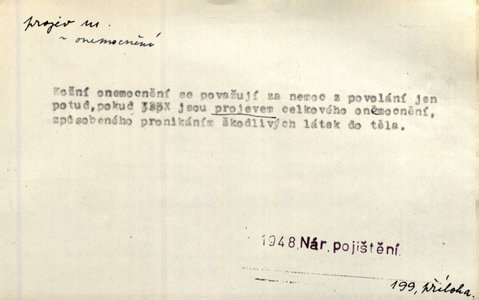 projev m.
~ onemocnění
Kožní onemocnění se považují za nemoc z povolání jen
potud,pokud jsou projevem celkového onemocnění,
způsobeného pronikáním škodlivých látek do těla.
1948,Nár.pojištění.
199, příloha.